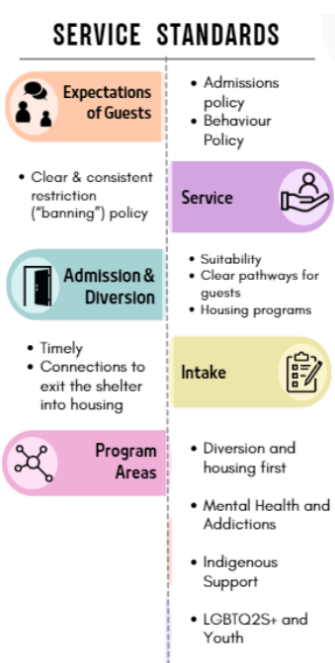 SERVICE STANDARDS
Expectations
of Guests
• Admissions
policy
• Behaviour
Policy
• Clear & consistent
restriction
("banning") policy
Service
Admission &
Diversion
• Suitability
• Clear pathways for
guests
• Housing programs
• Timely
• Connections to
exit the shelter
into housing
Intake
Program
Areas
• Diversion and
housing first
• Mental Health and
Addictions
• Indigenous
Support
• LGBTQ2S+ and
Youth